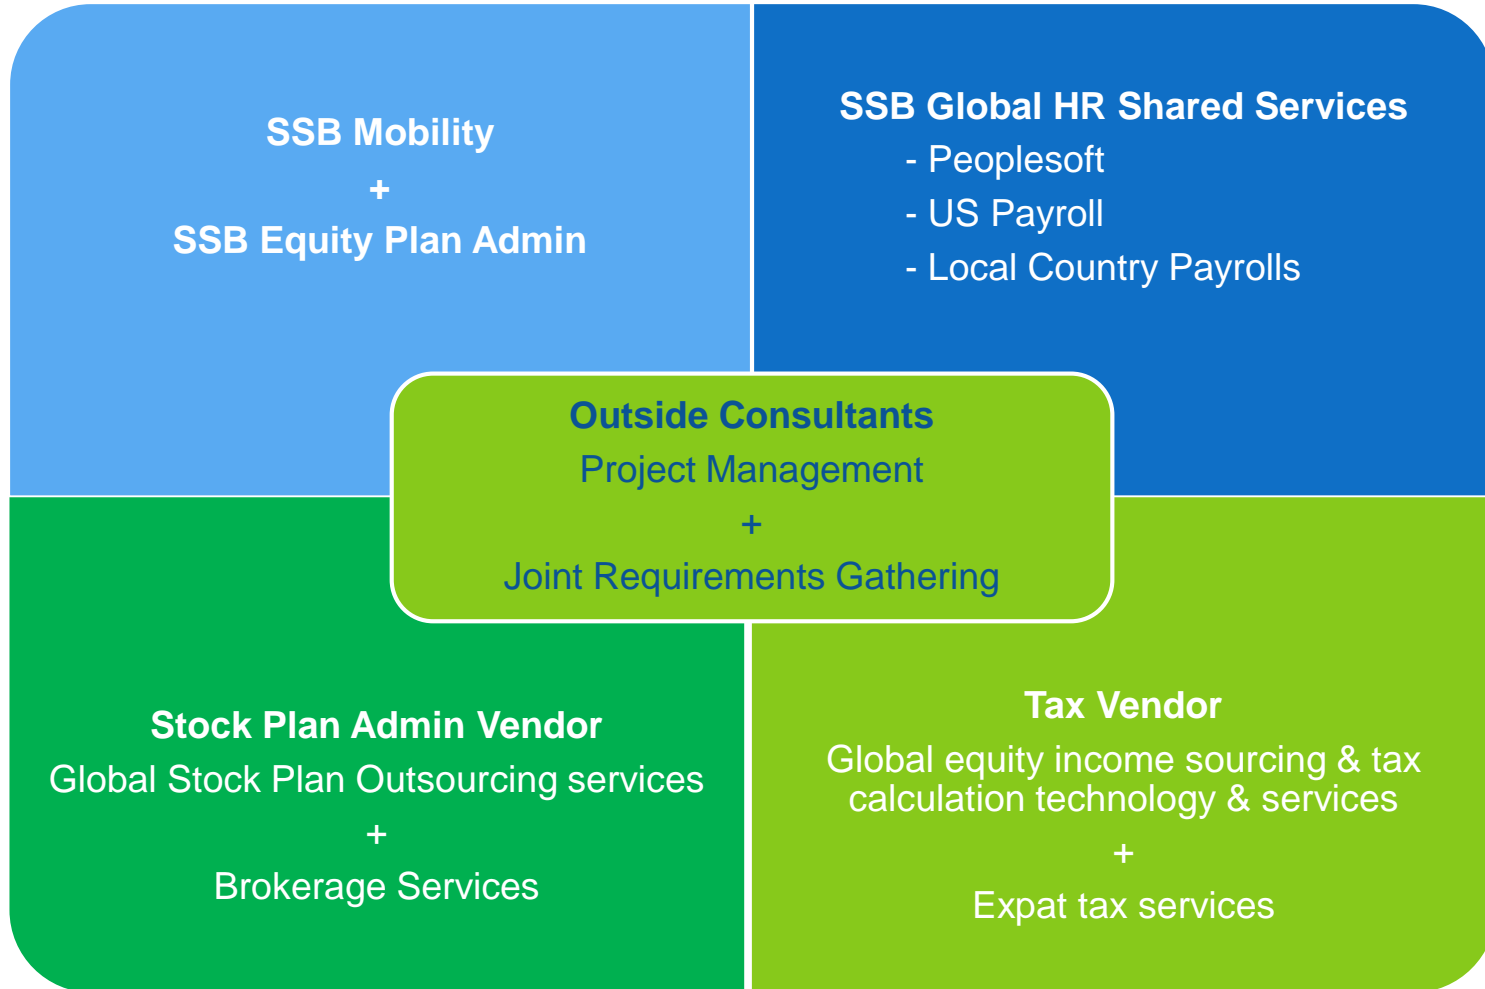 SSB Mobility
+
SSB Equity Plan Admin
SSB Global HR Shared Services
- Peoplesoft
- US Payroll
- Local Country Payrolls
Outside Consultants
Project Management
+
Joint Requirements Gathering
Stock Plan Admin Vendor
Global Stock Plan Outsourcing services
+
Brokerage Services
Tax Vendor
Global equity income sourcing & tax
calculation technology & services
+
Expat tax services